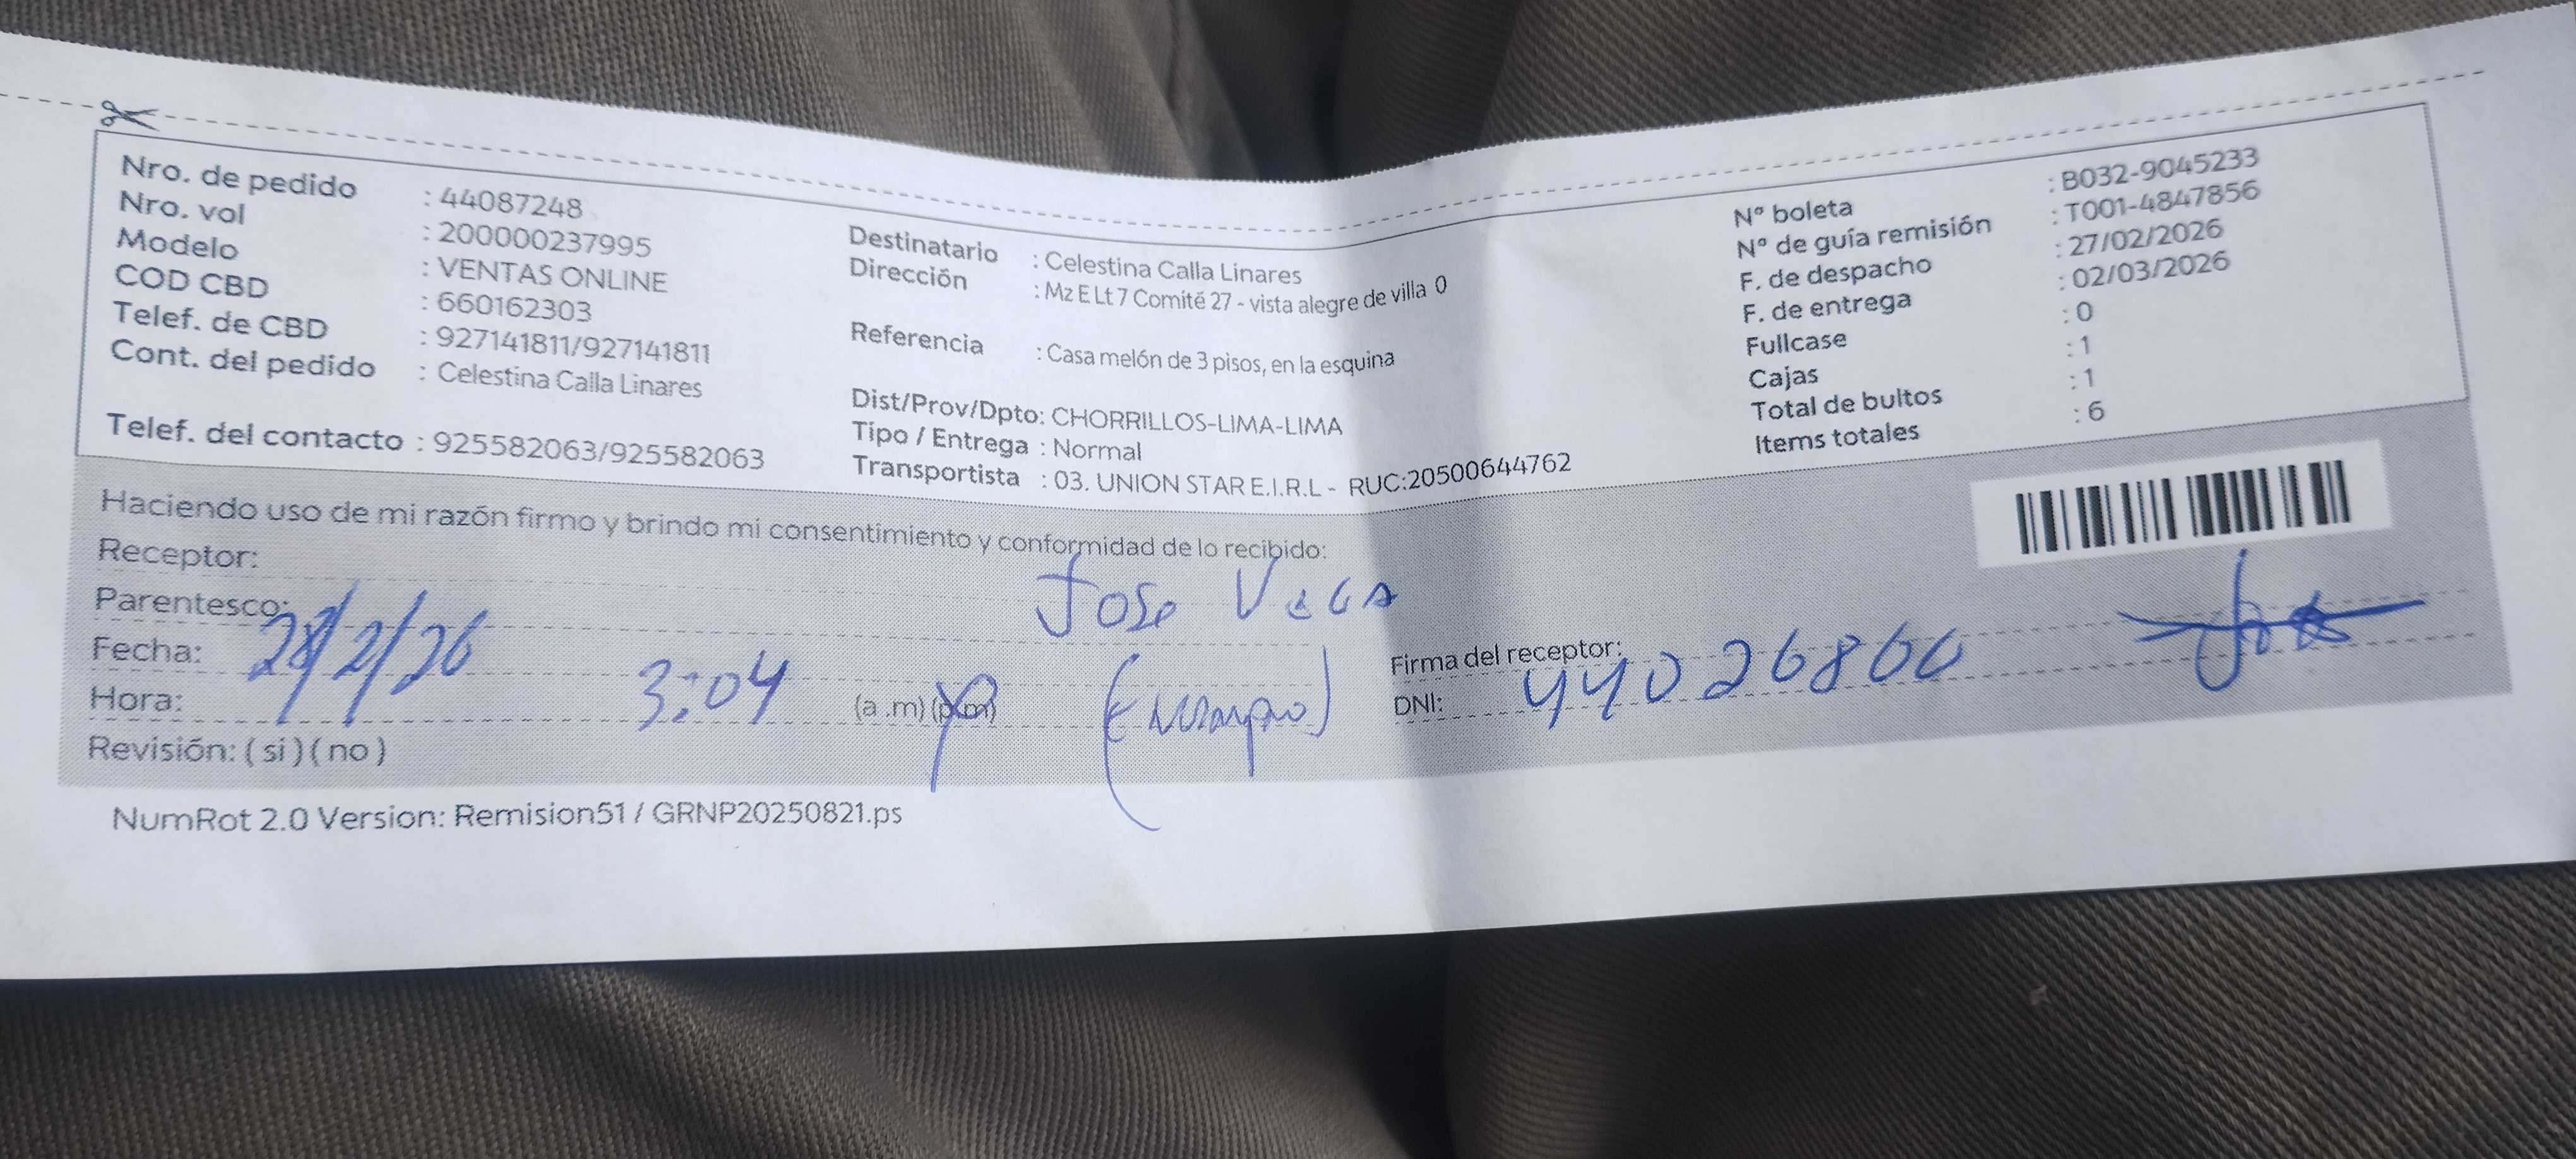 Nro. de pedido : 44087248
Nro. vol : 200000237995
Modelo : VENTAS ONLINE
COD CBD : 660162303
Telef. de CBD : 927141811/927141811
Cont. del pedido : Celestina Calla Linares
Telef. del contacto : 925582063/925582063
Destinatario : Celestina Calla Linares
Dirección : Mz E Lt 7 Comité 27 - vista alegre de villa 0
Referencia : Casa melón de 3 pisos, en la esquina
Dist/Prov/Dpto: CHORRILLOS-LIMA-LIMA
Tipo / Entrega : Normal
Transportista : 03. UNION STAR E.I.R.L - RUC:20500644762
N° boleta : B032-9045233
N° de guía remisión : T001-4847856
F. de despacho : 27/02/2026
F. de entrega : 02/03/2026
Fullcase : 0
Cajas : 1
Total de bultos : 1
Items totales : 6
Haciendo uso de mi razón firmo y brindo mi consentimiento y conformidad de lo recibido:
Receptor: Jose Vega
Parentesco:
Fecha: 28/2/26
Hora: 3:04 (a .m) (p.m)
Firma del receptor:
DNI: 44026866
Revisión: ( si ) ( no )
NumRot 2.0 Version: Remision51 / GRNP20250821.ps